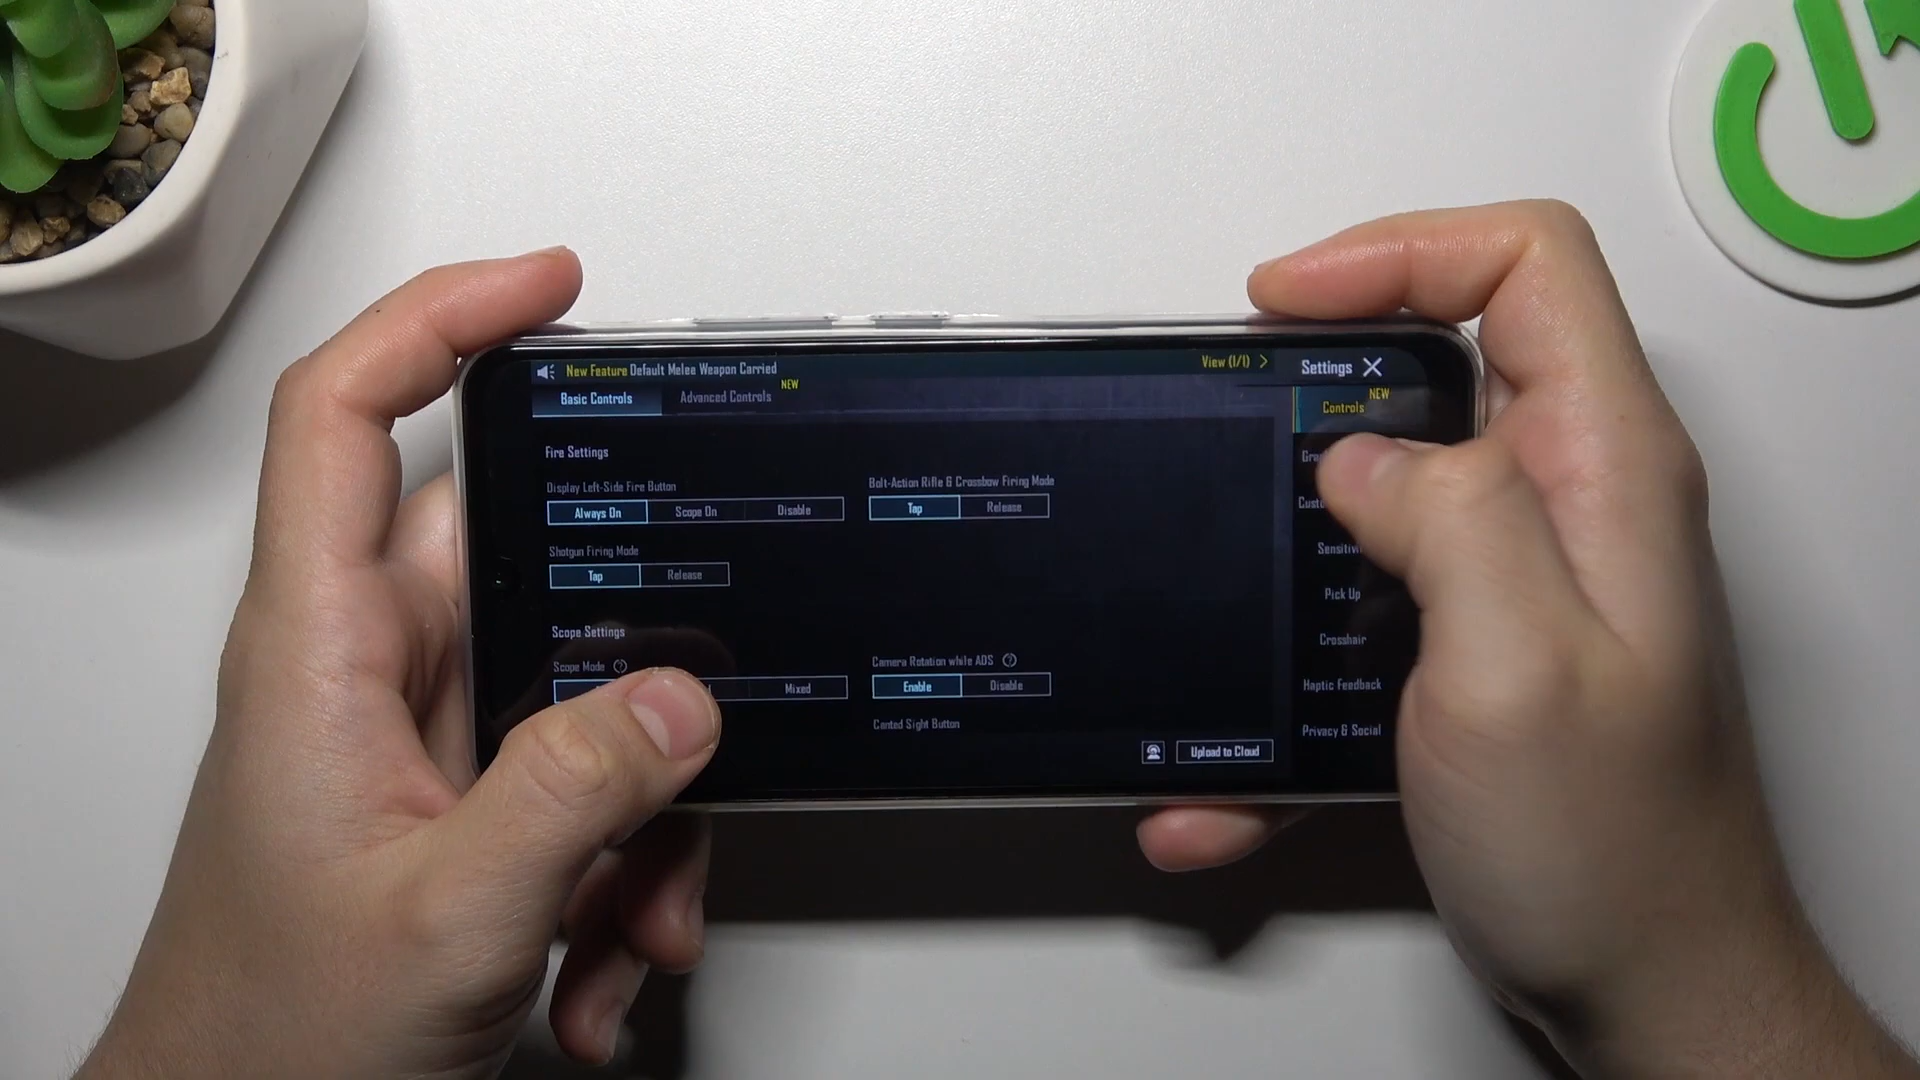 New Feature Default Melee Weapon Carried
View (1/1) >
Settings
Basic Controls
Advanced Controls
NEW
Controls
NEW
Fire Settings
Display Left-Side Fire Button
Always On
Scope On
Disable
Bolt-Action Rifle & Crossbow Firing Mode
Tap
Release
Shotgun Firing Mode
Tap
Release
Scope Settings
Scope Mode ?
Mixed
Camera Rotation while ADS ?
Enable
Disable
Canted Sight Button
Upload to Cloud
Pick Up
Crosshair
Haptic Feedback
Privacy & Social